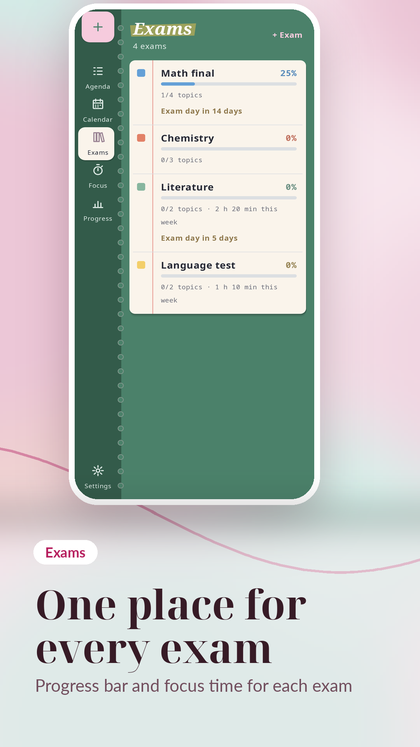 +
Agenda
Calendar
Exams
Focus
Progress
Settings
Exams
4 exams
+ Exam
Math final 25%
1/4 topics
Exam day in 14 days
Chemistry 0%
0/3 topics
Literature 0%
0/2 topics · 2 h 20 min this
week
Exam day in 5 days
Language test 0%
0/2 topics · 1 h 10 min this
week
Exams
One place for
every exam
Progress bar and focus time for each exam